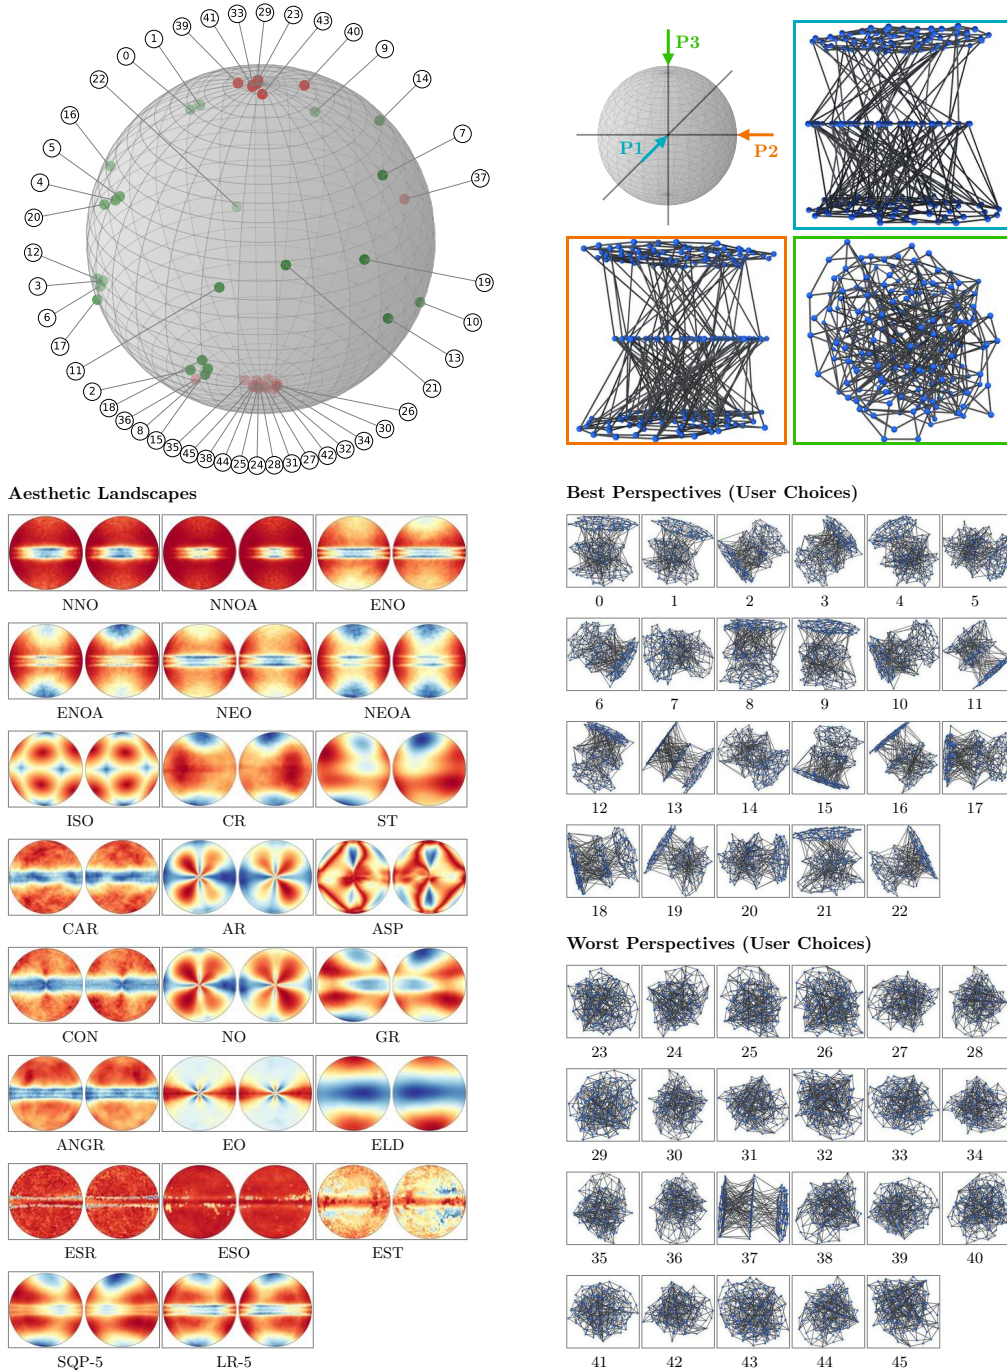 29
33
23
41
43
39
40
1
9
0
22
14
16
7
5
37
4
20
12
19
3
10
6
13
17
11
21
2
26
18
30
36
34
8
32
15
42
35
27
45
31
38
28
44
24
25
P3
P1
P2
Aesthetic Landscapes
NNO NNOA ENO
ENOA NEO NEOA
ISO CR ST
CAR AR ASP
CON NO GR
ANGR EO ELD
ESR ESO EST
SQP-5 LR-5
Best Perspectives (User Choices)
0 1 2 3 4 5
6 7 8 9 10 11
12 13 14 15 16 17
18 19 20 21 22
Worst Perspectives (User Choices)
23 24 25 26 27 28
29 30 31 32 33 34
35 36 37 38 39 40
41 42 43 44 45